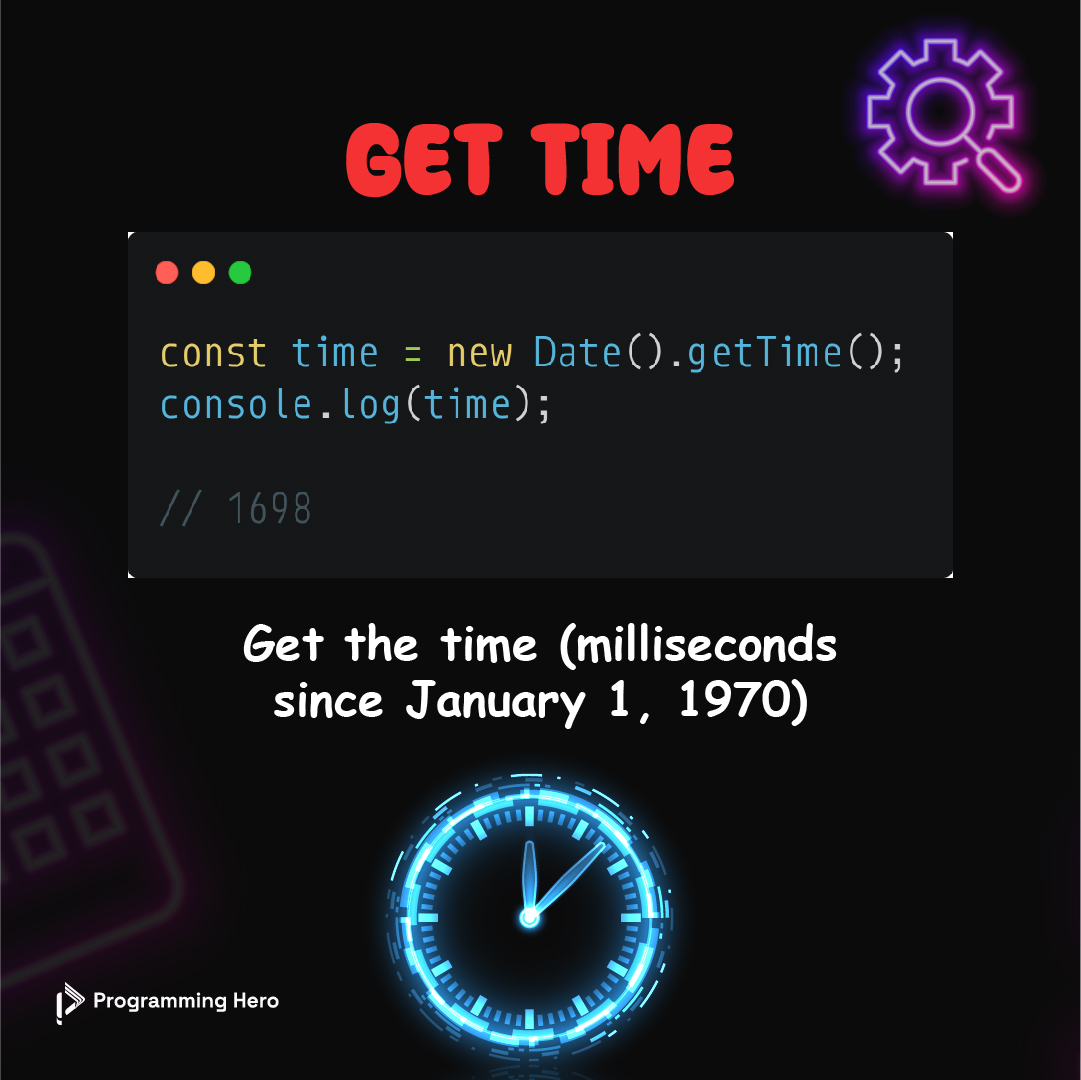 GET TIME
const time = new Date().getTime();
console.log(time);
// 1698
Get the time (milliseconds
since January 1, 1970)
Programming Hero